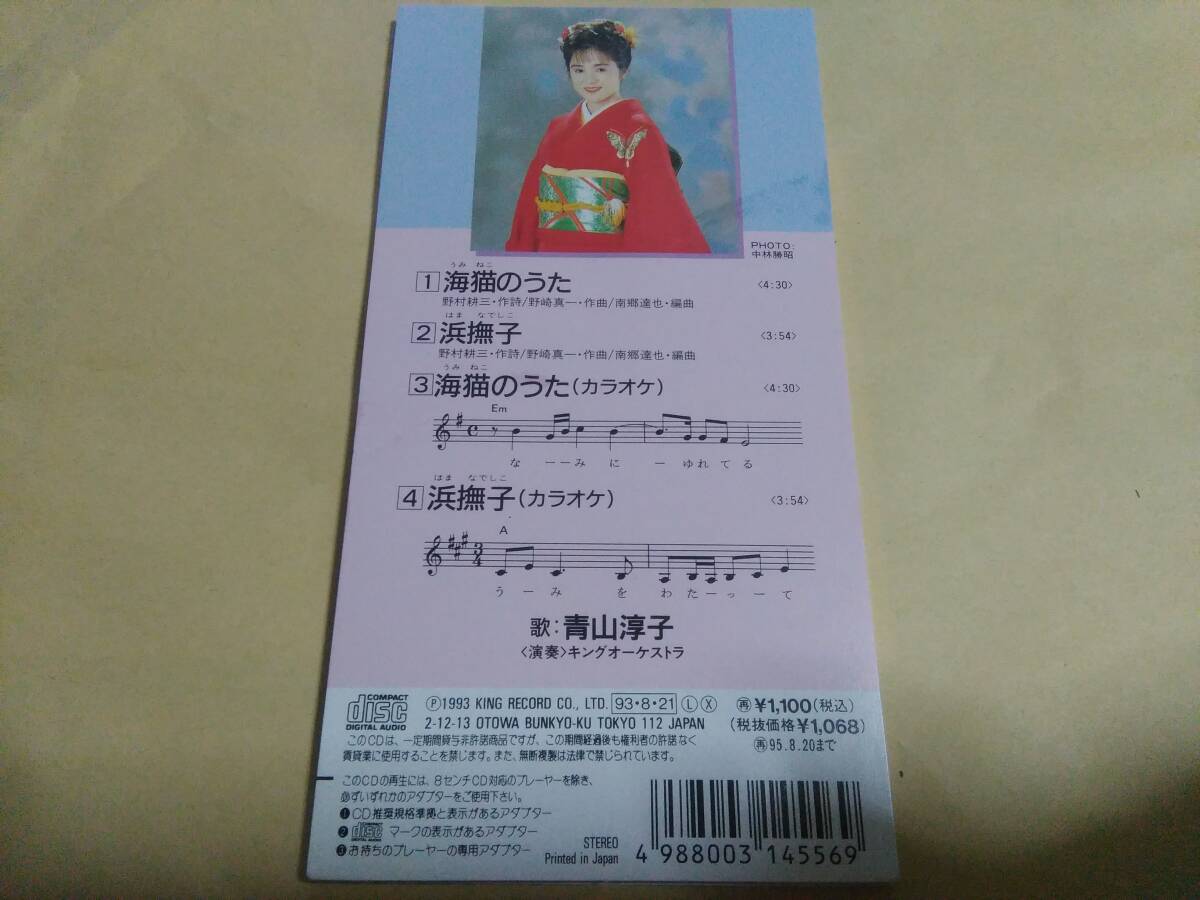 PHOTO:
中林勝昭
うみ ねこ
1 海猫のうた 〈4:30〉
野村耕三・作詩/野崎真一・作曲/南郷達也・編曲
はま なでしこ
2 浜撫子 〈3:54〉
野村耕三・作詩/野崎真一・作曲/南郷達也・編曲
うみ ねこ
3 海猫のうた(カラオケ) 〈4:30〉
Em
な ー ー み に ー ゆ れ て る
はま なでしこ
4 浜撫子(カラオケ) 〈3:54〉
A
3/4
う ー み を わ た ー っ ー て
歌:青山淳子
〈演奏〉キングオーケストラ
COMPACT disc DIGITAL AUDIO
Ⓟ1993 KING RECORD CO., LTD. 93・8・21 Ⓛ Ⓧ
2-12-13 OTOWA BUNKYO-KU TOKYO 112 JAPAN
再 ¥1,100(税込)
(税抜価格¥1,068)
再 95.8.20まで
このCDは、一定期間貸与非許諾商品ですが、この期間経過後も権利者の許諾なく
賃貸業に使用することを禁じます。また、無断複製は法律で禁じられています。
このCDの再生には、8センチCD対応のプレーヤーを除き、
必ずいずれかのアダプターをご使用下さい。
❶CD推奨規格準拠と表示があるアダプター
❷COMPACT disc DIGITAL AUDIO マークの表示があるアダプター
❸お持ちのプレーヤーの専用アダプター
STEREO
Printed in Japan
4 988003 145569